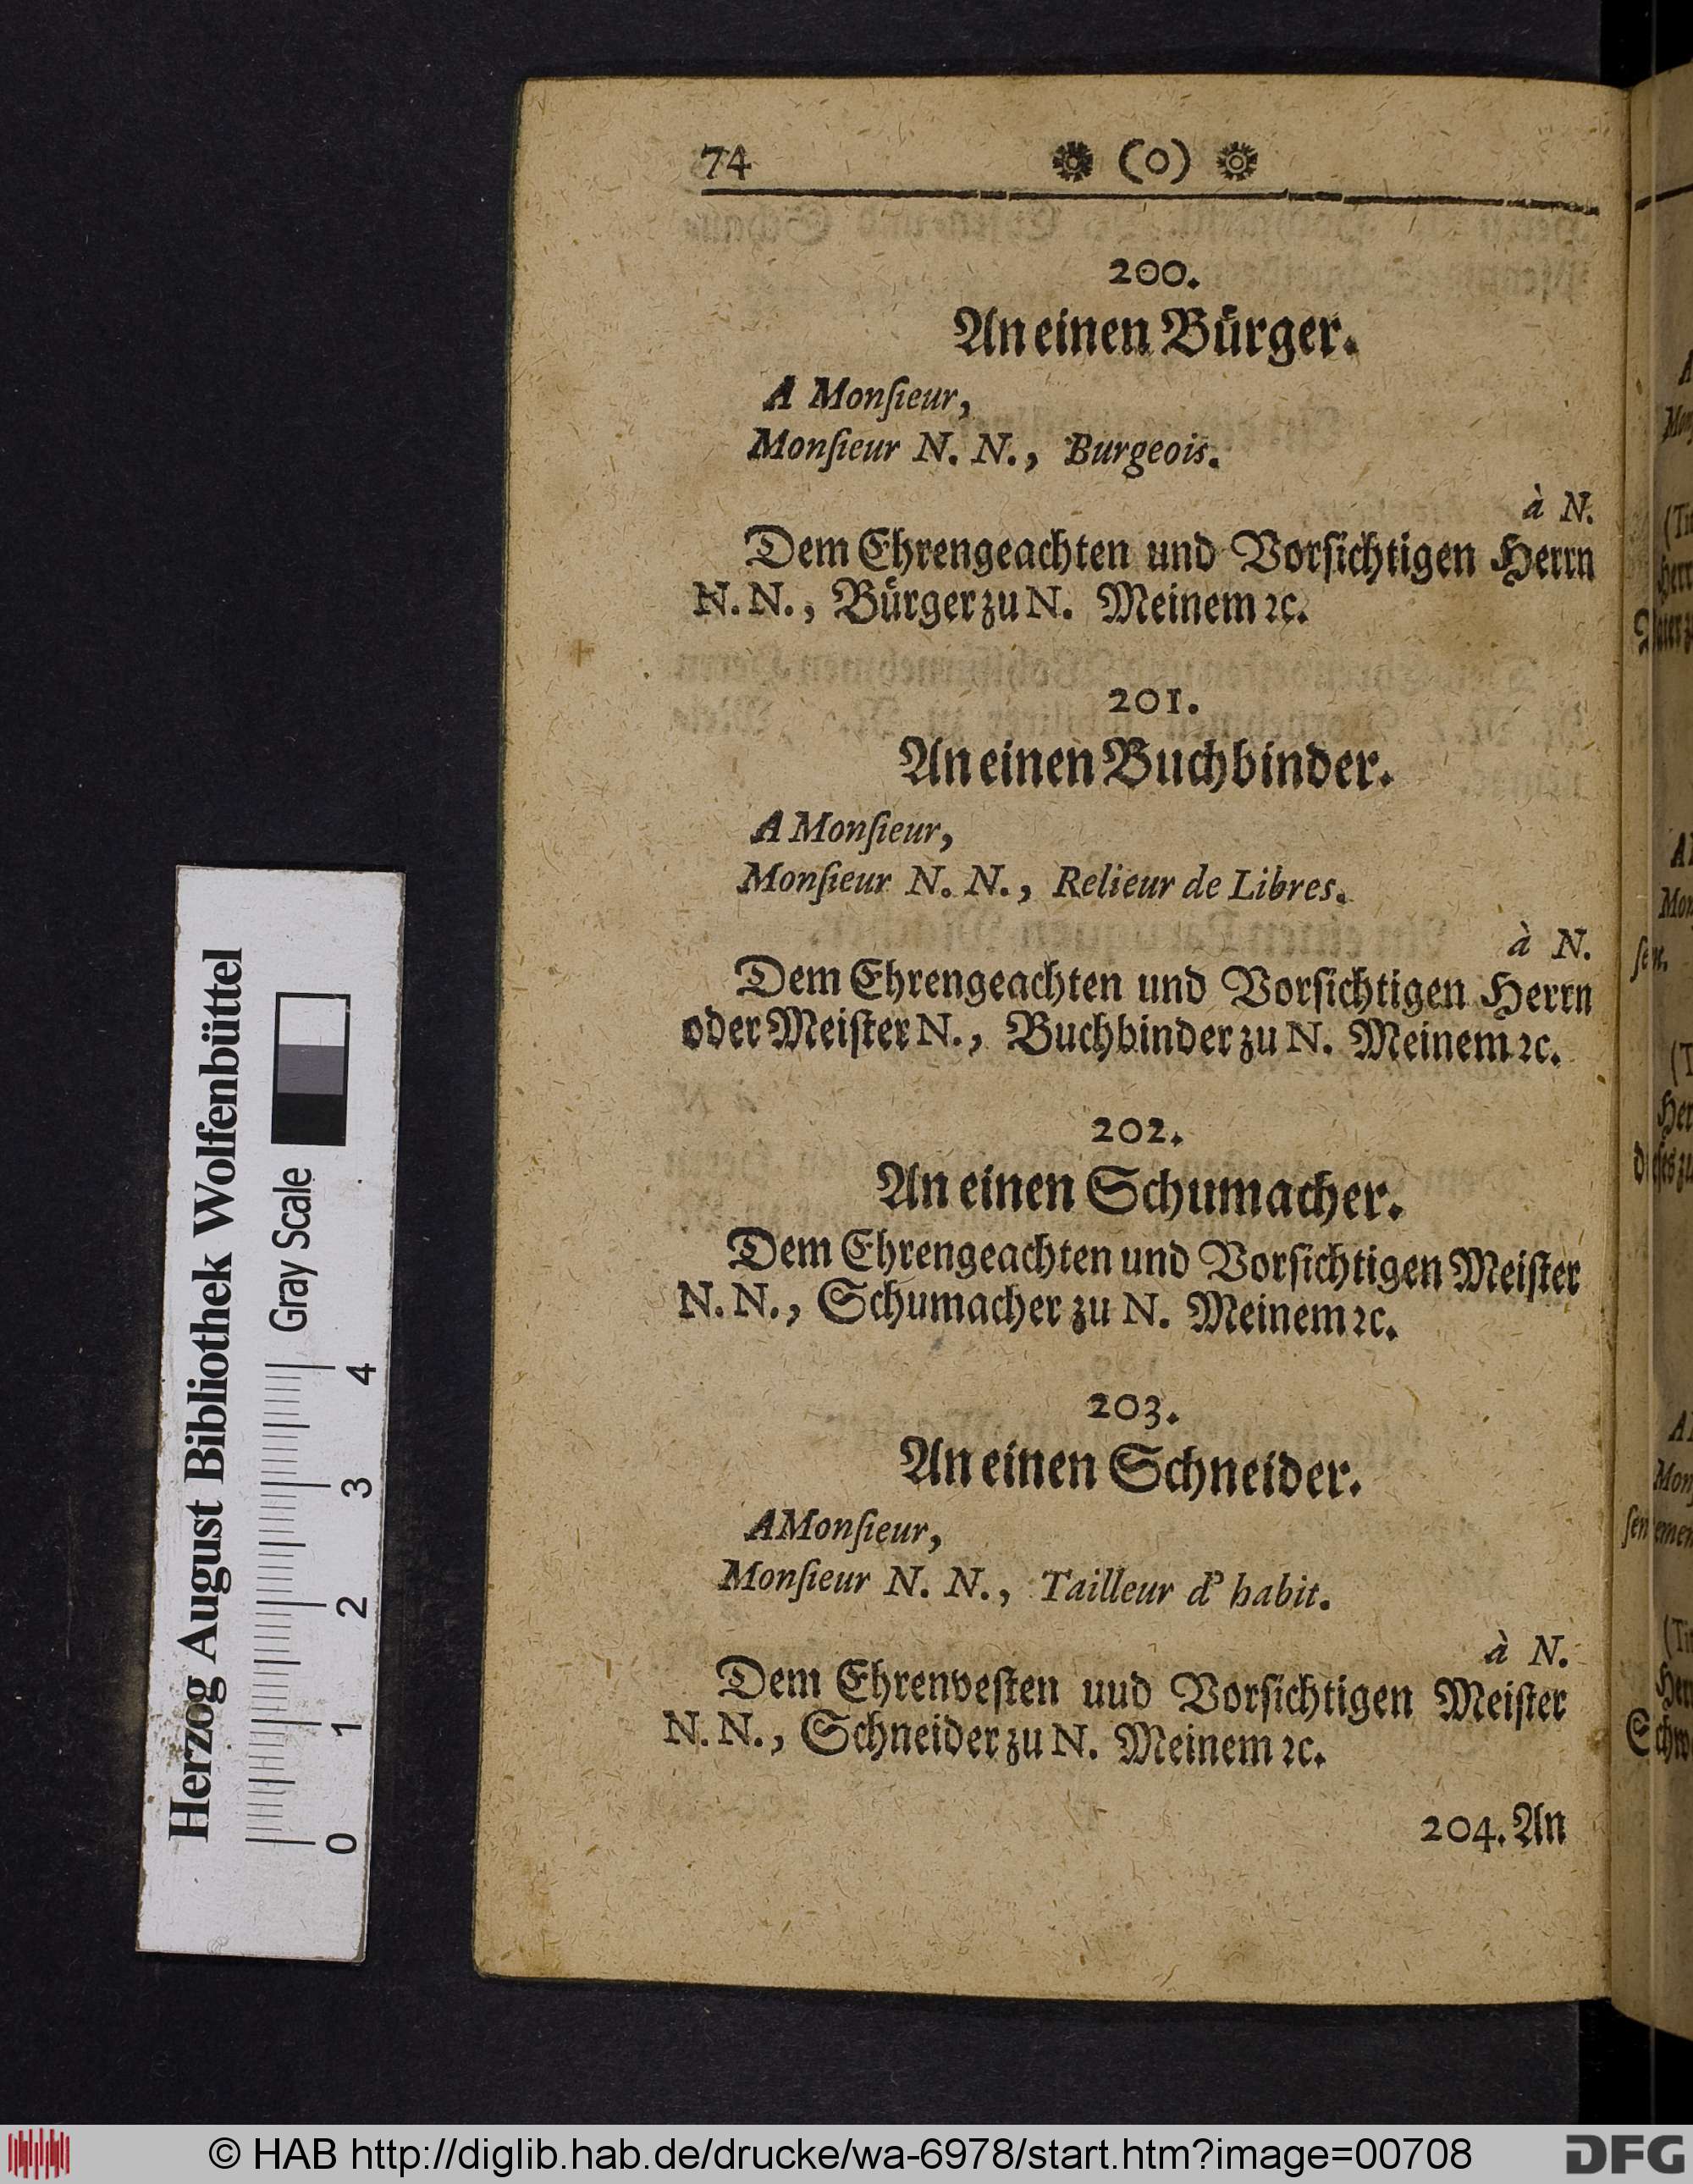 74 ❋ (o) ❋
200.
An einen Bürger.
A Monſieur,
Monſieur N. N., Burgeois.
à N.
Dem Ehrengeachten und Vorſichtigen Herrn
N. N., Bürger zu N. Meinem ꝛc.
201.
An einen Buchbinder.
A Monſieur,
Monſieur N. N., Relieur de Libres.
à N.
Dem Ehrengeachten und Vorſichtigen Herrn
oder Meiſter N., Buchbinder zu N. Meinem ꝛc.
202.
An einen Schumacher.
Dem Ehrengeachten und Vorſichtigen Meiſter
N. N., Schumacher zu N. Meinem ꝛc.
203.
An einen Schneider.
A Monſieur,
Monſieur N. N., Tailleur d' habit.
à N.
Dem Ehrenveſten uud Vorſichtigen Meiſter
N. N., Schneider zu N. Meinem ꝛc.
204. An
Herzog August Bibliothek Wolfenbüttel
Gray Scale
0 1 2 3 4
© HAB http://diglib.hab.de/drucke/wa-6978/start.htm?image=00708
DFG